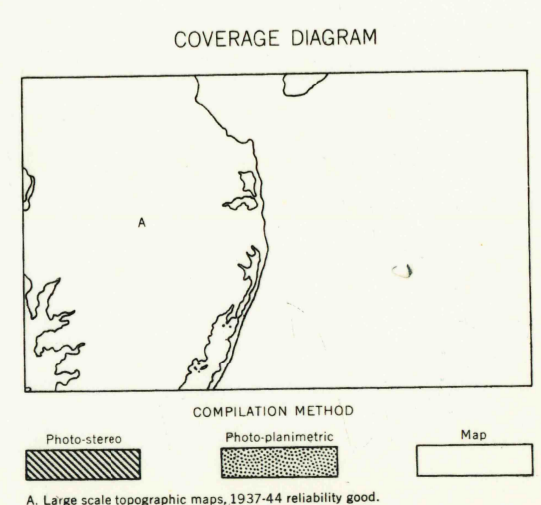 COVERAGE DIAGRAM
A
COMPILATION METHOD
Photo-stereo
Photo-planimetric
Map
A. Large scale topographic maps, 1937-44 reliability good.